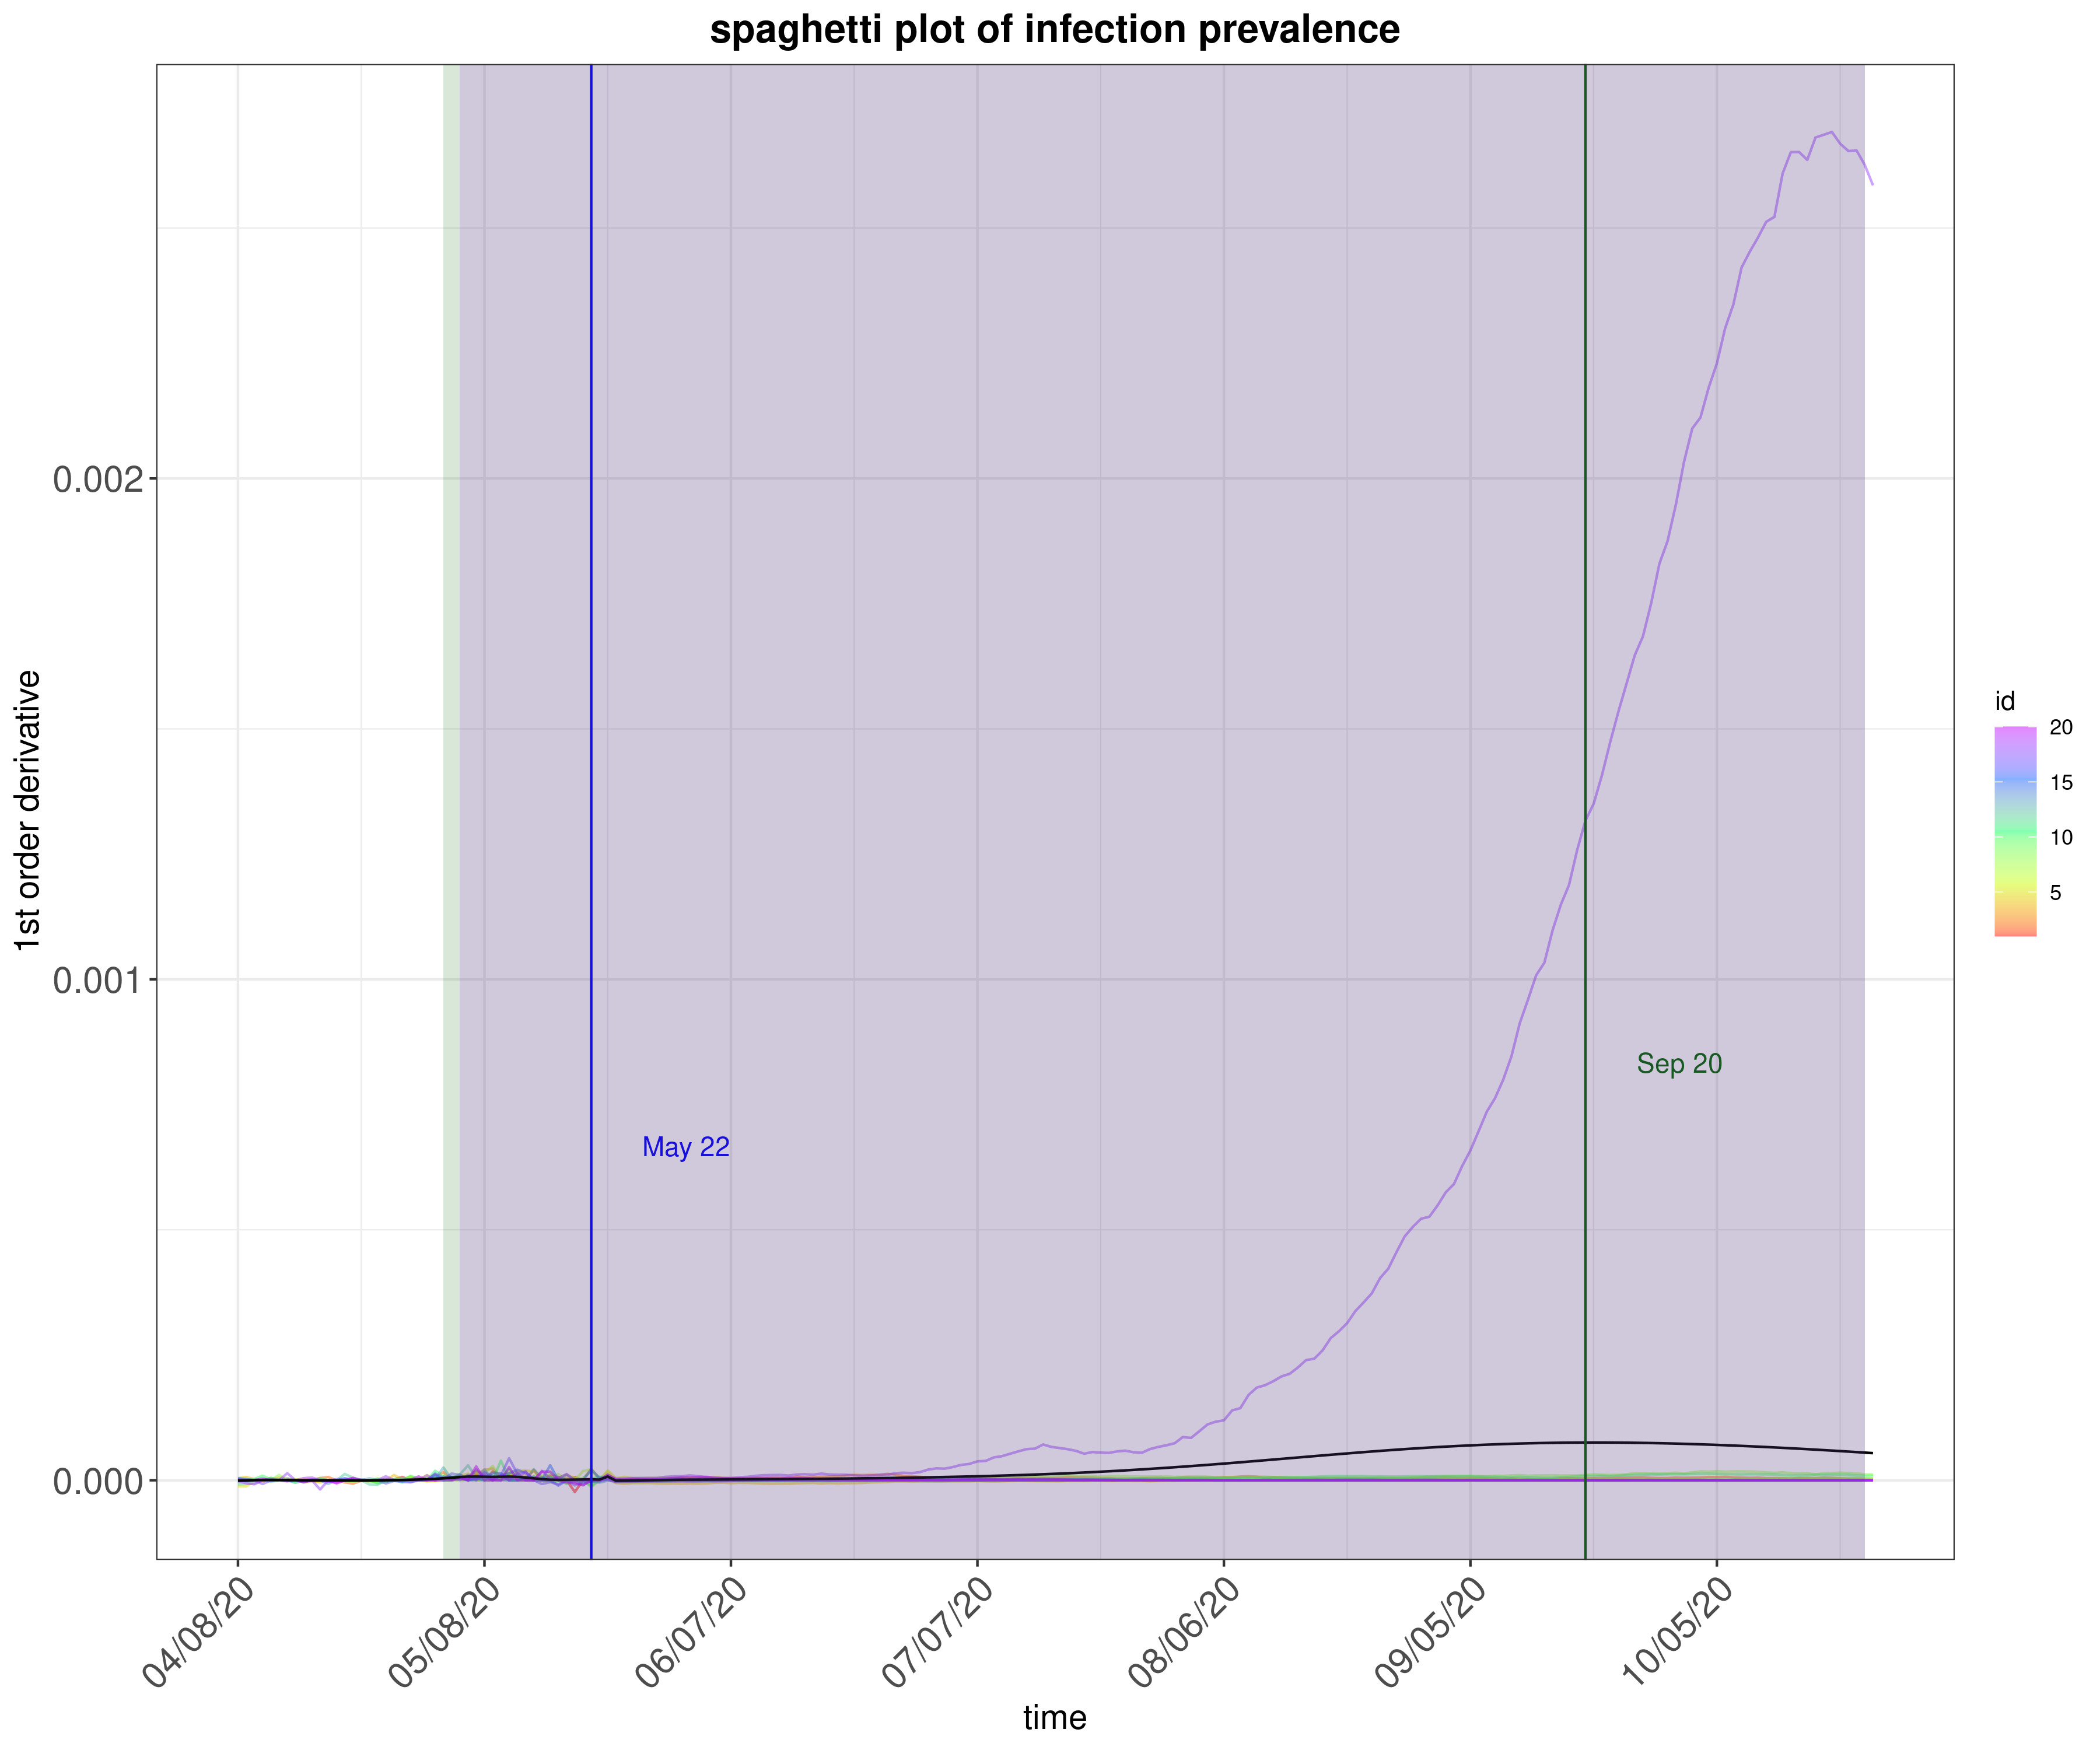 spaghetti plot of infection prevalence
1st order derivative
0.002
0.001
0.000
May 22
Sep 20
04/08/20
05/08/20
06/07/20
07/07/20
08/06/20
09/05/20
10/05/20
time
id
20
15
10
5